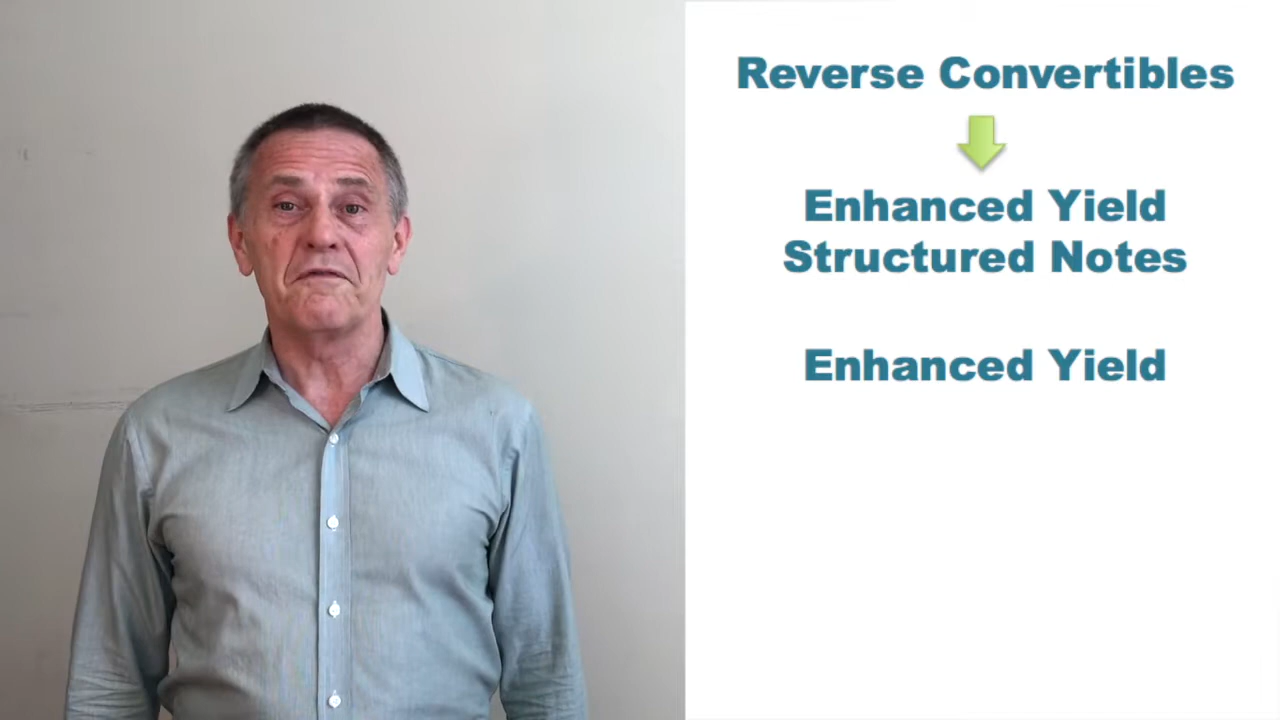 Reverse Convertibles
Enhanced Yield
Structured Notes
Enhanced Yield